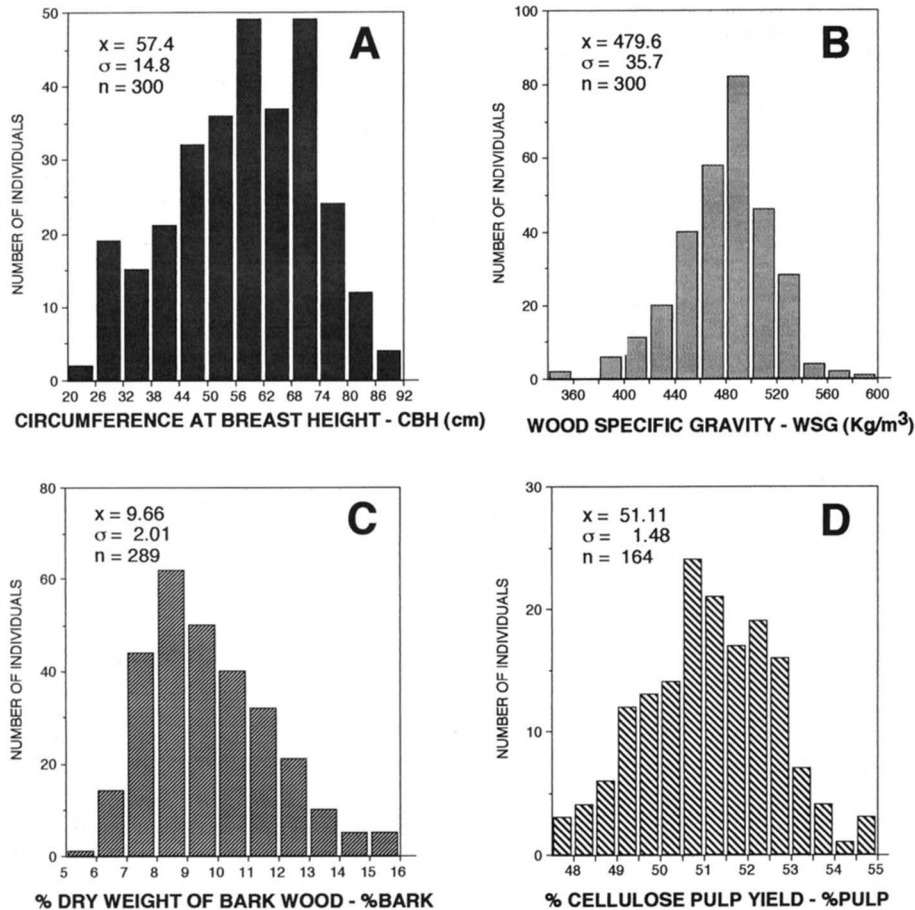 A
x = 57.4
σ = 14.8
n = 300
NUMBER OF INDIVIDUALS
50
40
30
20
10
0
20 26 32 38 44 50 56 62 68 74 80 86 92
CIRCUMFERENCE AT BREAST HEIGHT - CBH (cm)
B
x = 479.6
σ = 35.7
n = 300
NUMBER OF INDIVIDUALS
100
80
60
40
20
0
360 400 440 480 520 560 600
WOOD SPECIFIC GRAVITY - WSG (Kg/m³)
C
x = 9.66
σ = 2.01
n = 289
NUMBER OF INDIVIDUALS
80
60
40
20
0
5 6 7 8 9 10 11 12 13 14 15 16
% DRY WEIGHT OF BARK WOOD - %BARK
D
x = 51.11
σ = 1.48
n = 164
NUMBER OF INDIVIDUALS
30
20
10
0
48 49 50 51 52 53 54 55
% CELLULOSE PULP YIELD - %PULP